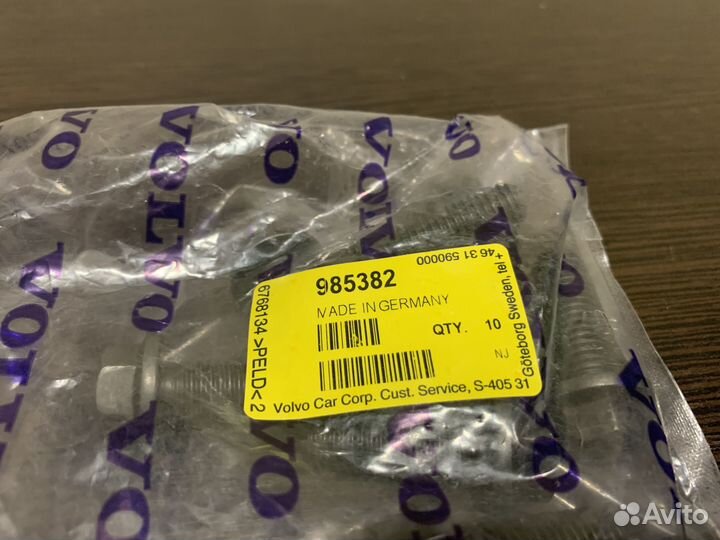 VOLVO
VOLVO
VOLVO
VOLVO
985382
MADE IN GERMANY
QTY. 10
NJ
Volvo Car Corp. Cust. Service, S-405 31
Göteborg Sweden, tel +
46 31 590000
6768134 >PELD< 2
Avito